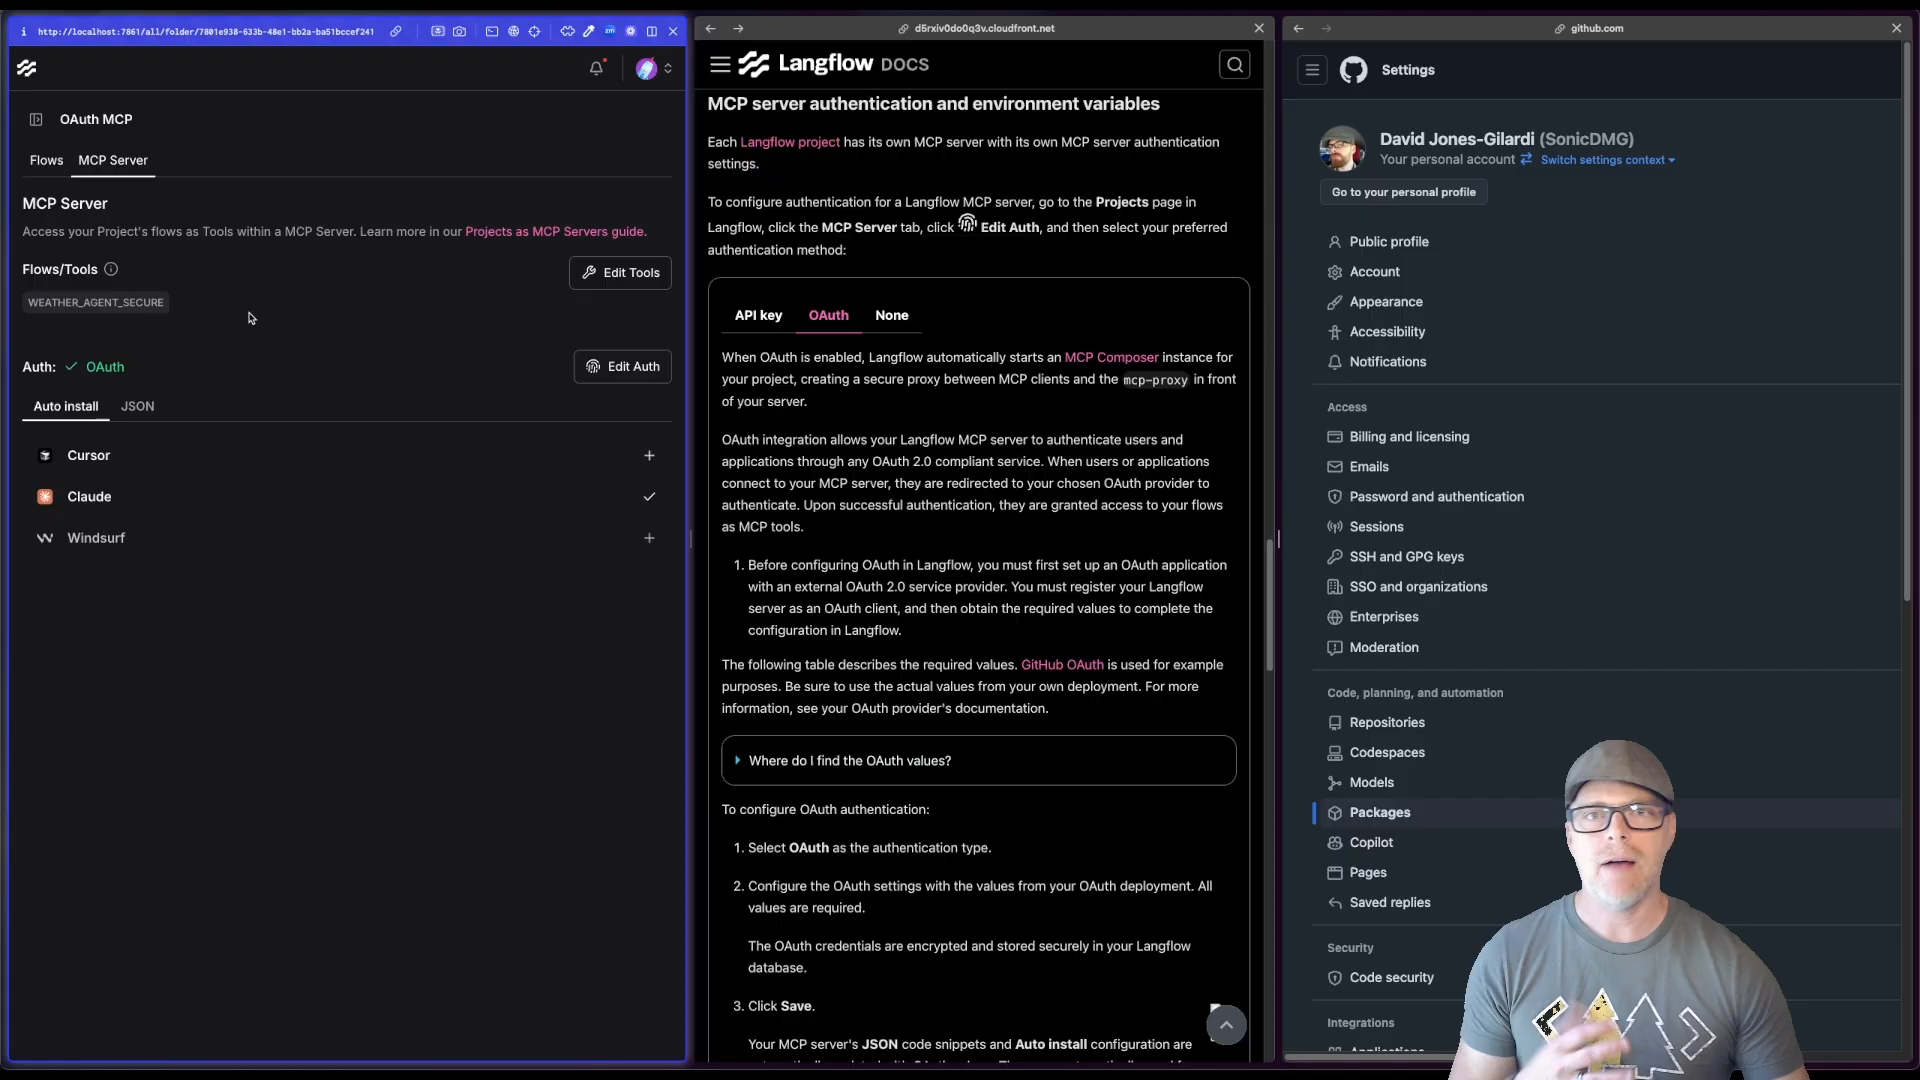 http://localhost:7861/all/folder/7801e938-633b-48e1-bb2a-ba51bccef241
OAuth MCP
Flows
MCP Server
MCP Server
Access your Project's flows as Tools within a MCP Server. Learn more in our Projects as MCP Servers guide.
Flows/Tools
Edit Tools
WEATHER_AGENT_SECURE
Auth:
OAuth
Edit Auth
Auto install
JSON
Cursor
Claude
Windsurf
d5rxiv0do0q3v.cloudfront.net
Langflow DOCS
MCP server authentication and environment variables
Each Langflow project has its own MCP server with its own MCP server authentication
settings.
To configure authentication for a Langflow MCP server, go to the Projects page in
Langflow, click the MCP Server tab, click Edit Auth, and then select your preferred
authentication method:
API key
OAuth
None
When OAuth is enabled, Langflow automatically starts an MCP Composer instance for
your project, creating a secure proxy between MCP clients and the mcp-proxy in front
of your server.
OAuth integration allows your Langflow MCP server to authenticate users and
applications through any OAuth 2.0 compliant service. When users or applications
connect to your MCP server, they are redirected to your chosen OAuth provider to
authenticate. Upon successful authentication, they are granted access to your flows
as MCP tools.
1. Before configuring OAuth in Langflow, you must first set up an OAuth application
with an external OAuth 2.0 service provider. You must register your Langflow
server as an OAuth client, and then obtain the required values to complete the
configuration in Langflow.
The following table describes the required values. GitHub OAuth is used for example
purposes. Be sure to use the actual values from your own deployment. For more
information, see your OAuth provider's documentation.
Where do I find the OAuth values?
To configure OAuth authentication:
1. Select OAuth as the authentication type.
2. Configure the OAuth settings with the values from your OAuth deployment. All
values are required.
The OAuth credentials are encrypted and stored securely in your Langflow
database.
3. Click Save.
Your MCP server's JSON code snippets and Auto install configuration are
github.com
Settings
David Jones-Gilardi (SonicDMG)
Your personal account
Switch settings context
Go to your personal profile
Public profile
Account
Appearance
Accessibility
Notifications
Access
Billing and licensing
Emails
Password and authentication
Sessions
SSH and GPG keys
SSO and organizations
Enterprises
Moderation
Code, planning, and automation
Repositories
Codespaces
Models
Packages
Copilot
Pages
Saved replies
Security
Code security
Integrations